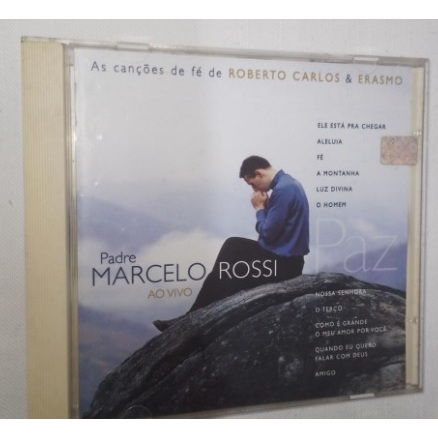 As canções de fé de ROBERTO CARLOS & ERASMO
ELE ESTÁ PRA CHEGAR
ALELUIA
FÉ
A MONTANHA
LUZ DIVINA
O HOMEM
Paz
Padre
MARCELO ROSSI
AO VIVO
NOSSA SENHORA
O TERÇO
COMO É GRANDE
O MEU AMOR POR VOCÊ
QUANDO EU QUERO
FALAR COM DEUS
AMIGO